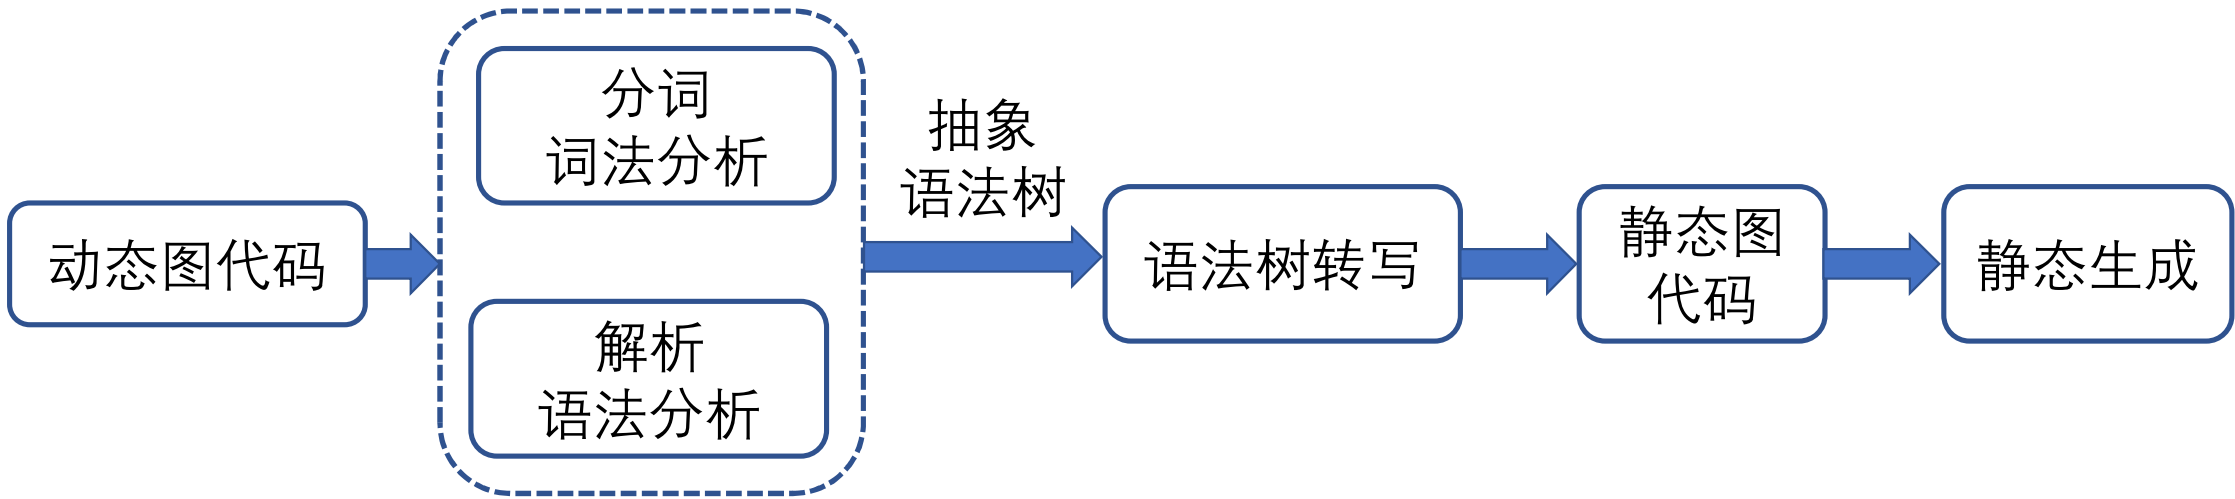 动态图代码
分词
词法分析
解析
语法分析
抽象
语法树
语法树转写
静态图
代码
静态生成